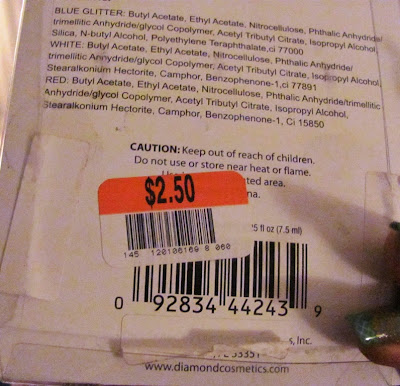 BLUE GLITTER: Butyl Acetate, Ethyl Acetate, Nitrocellulose, Phthalic Anhydride/
trimellitic Anhydride/glycol Copolymer, Acetyl Tributyl Citrate, Isopropyl Alcohol,
Silica, N-butyl Alcohol, Polyethylene Teraphthalate,ci 77000
WHITE: Butyl Acetate, Ethyl Acetate, Nitrocellulose, Phthalic Anhydride/
trimellitic Anhydride/glycol Copolymer, Acetyl Tributyl Citrate, Isopropyl Alcohol,
Stearalkonium Hectorite, Camphor, Benzophenone-1,ci 77891
RED: Butyl Acetate, Ethyl Acetate, Nitrocellulose, Phthalic Anhydride/trimellitic
Anhydride/glycol Copolymer, Acetyl Tributyl Citrate, Isopropyl Alcohol,
Stearalkonium Hectorite, Camphor, Benzophenone-1, Ci 15850
CAUTION: Keep out of reach of children.
Do not use or store near heat or flame.
area.
$2.50
fl oz (7.5 ml)
145 120106169 8 060
0 92834 44243 9
Inc.
www.diamondcosmetics.com